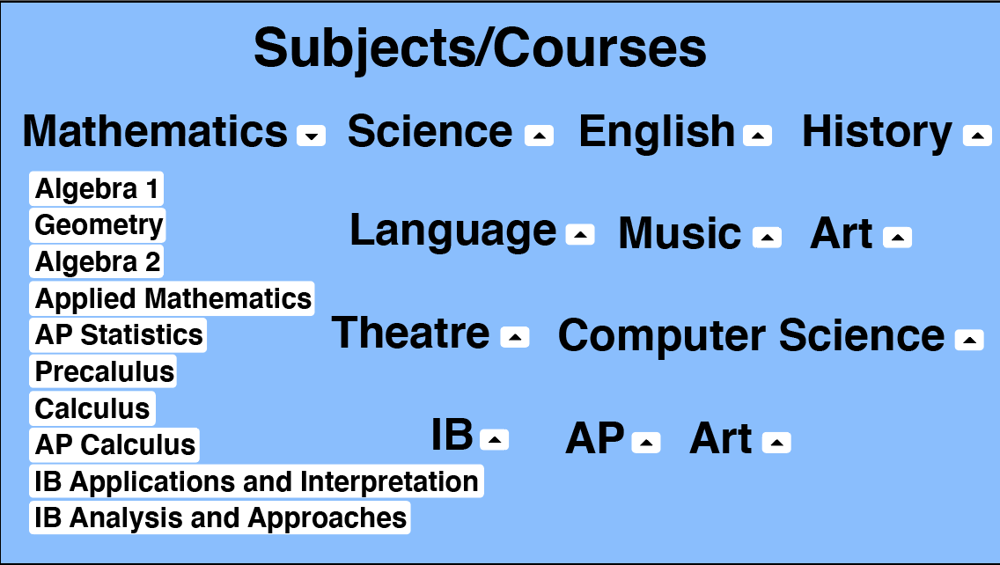 Subjects/Courses
Mathematics Science English History
Algebra 1
Geometry
Language Music Art
Algebra 2
Applied Mathematics
AP Statistics
Theatre Computer Science
Precalulus
Calculus
AP Calculus
IB AP Art
IB Applications and Interpretation
IB Analysis and Approaches